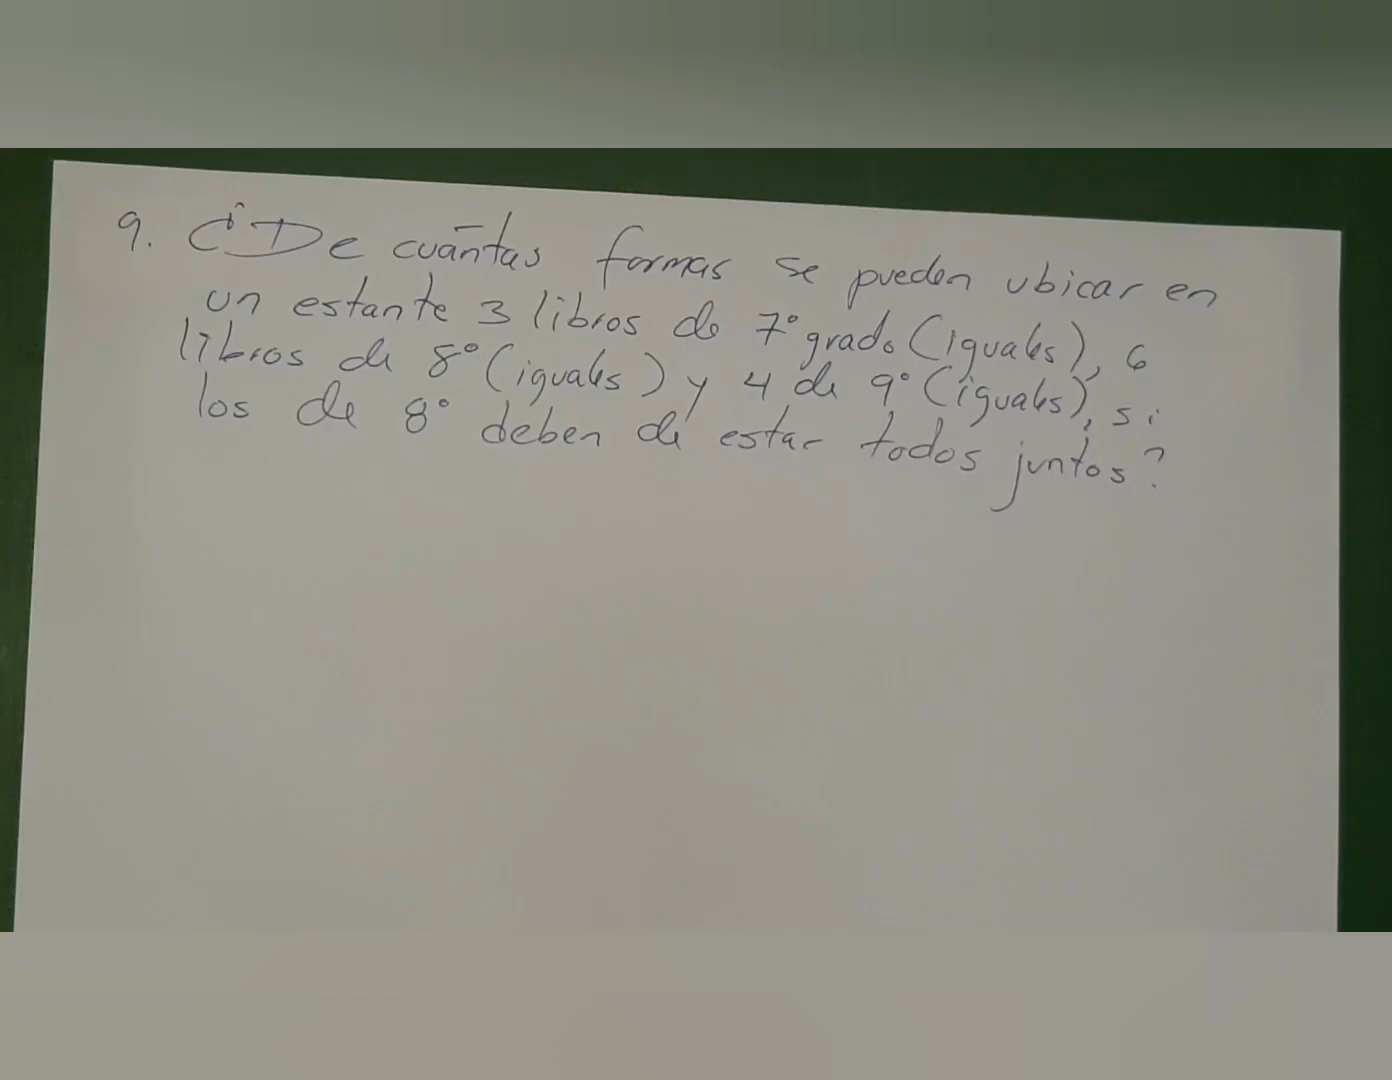 9. ¿De cuántas formas se pueden ubicar en
un estante 3 libros de 7° grado (iguales), 6
libros de 8° (iguales) y 4 de 9° (iguales), si
los de 8° deben de estar todos juntos?